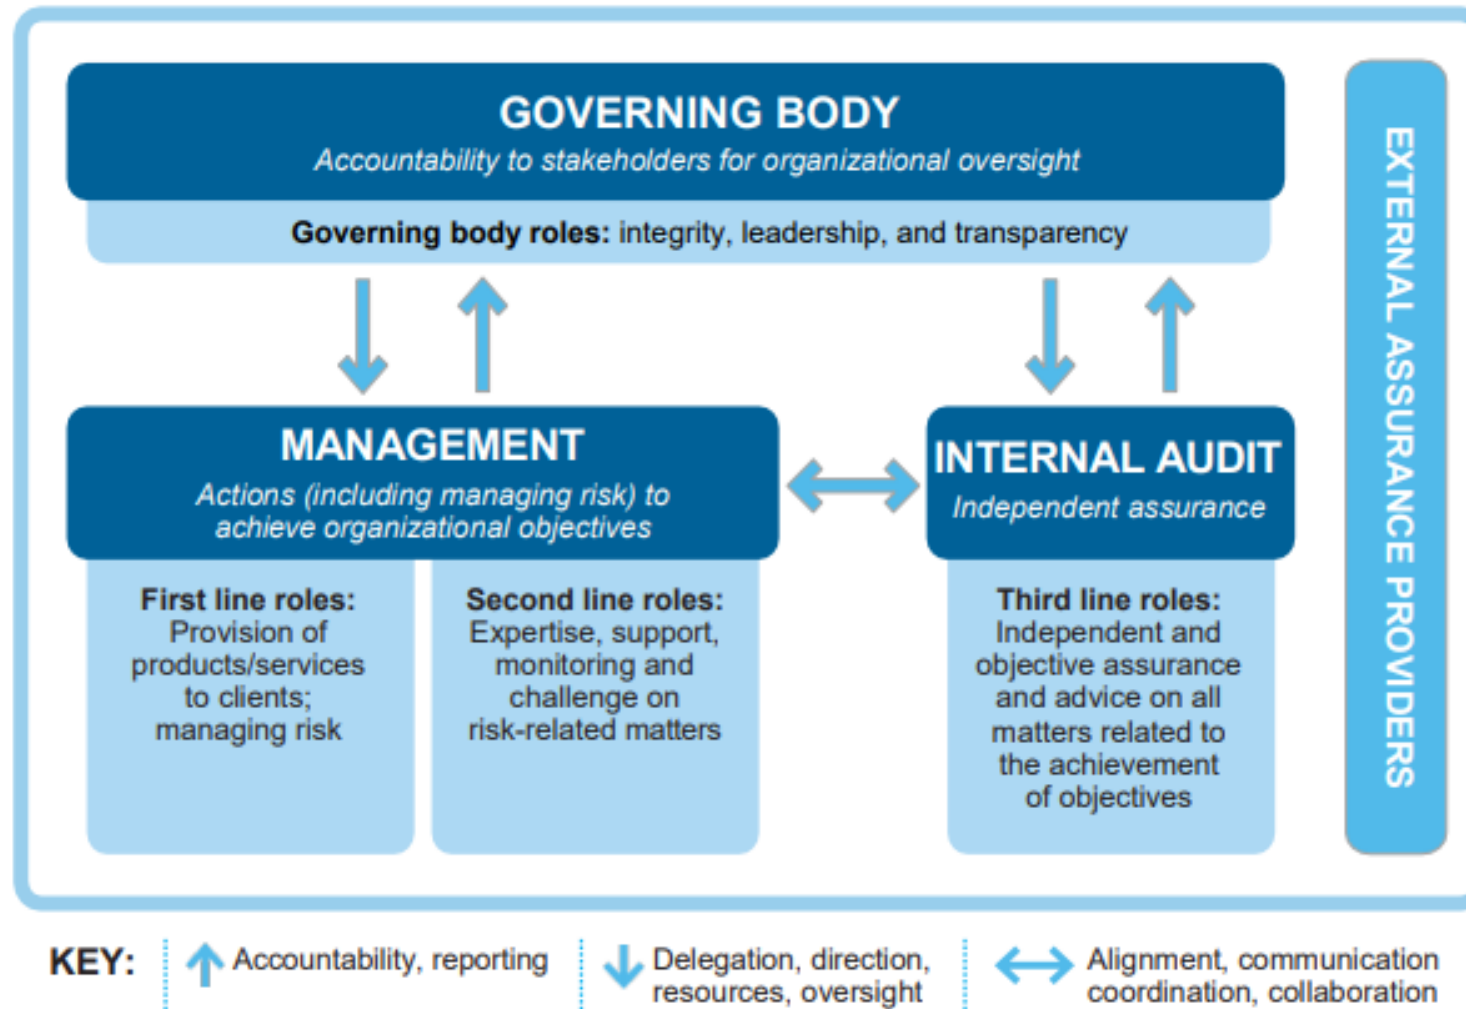 GOVERNING BODY
Accountability to stakeholders for organizational oversight
Governing body roles: integrity, leadership, and transparency
MANAGEMENT
Actions (including managing risk) to
achieve organizational objectives
First line roles:
Provision of
products/services
to clients;
managing risk
Second line roles:
Expertise, support,
monitoring and
challenge on
risk-related matters
INTERNAL AUDIT
Independent assurance
Third line roles:
Independent and
objective assurance
and advice on all
matters related to
the achievement
of objectives
EXTERNAL ASSURANCE PROVIDERS
KEY:
Accountability, reporting
Delegation, direction,
resources, oversight
Alignment, communication
coordination, collaboration